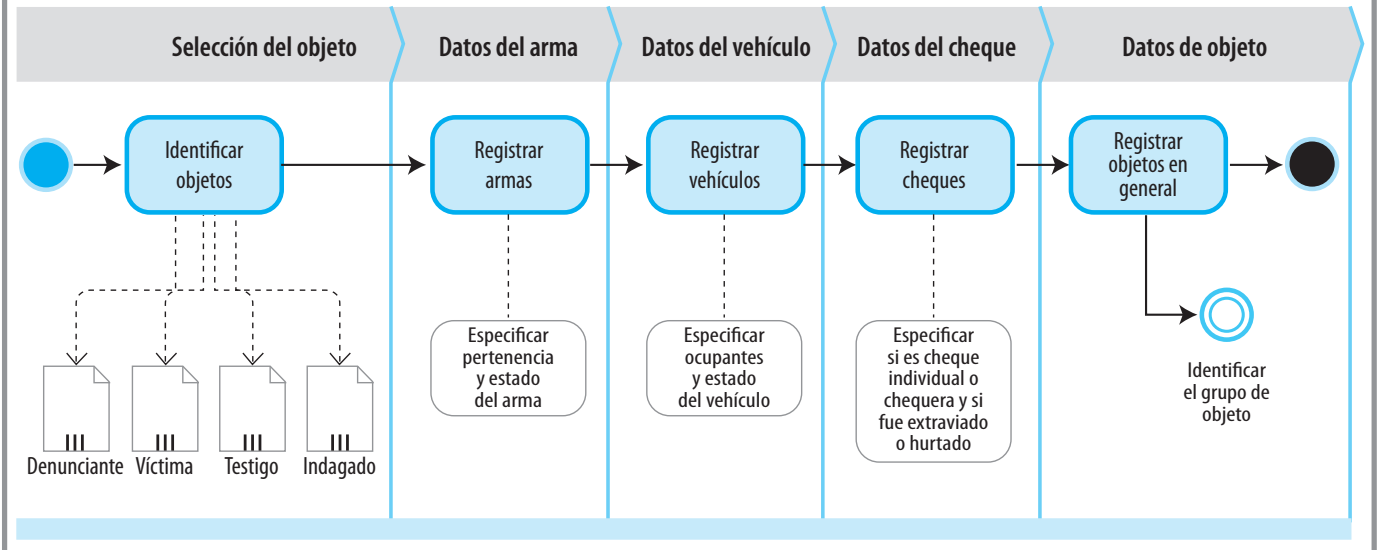 Selección del objeto
Datos del arma
Datos del vehículo
Datos del cheque
Datos de objeto
Identificar
objetos
Registrar
armas
Registrar
vehículos
Registrar
cheques
Registrar
objetos en
general
Especificar
pertenencia
y estado
del arma
Especificar
ocupantes
y estado
del vehículo
Especificar
si es cheque
individual o
chequera y si
fue extraviado
o hurtado
Identificar
el grupo de
objeto
Denunciante
Víctima
Testigo
Indagado